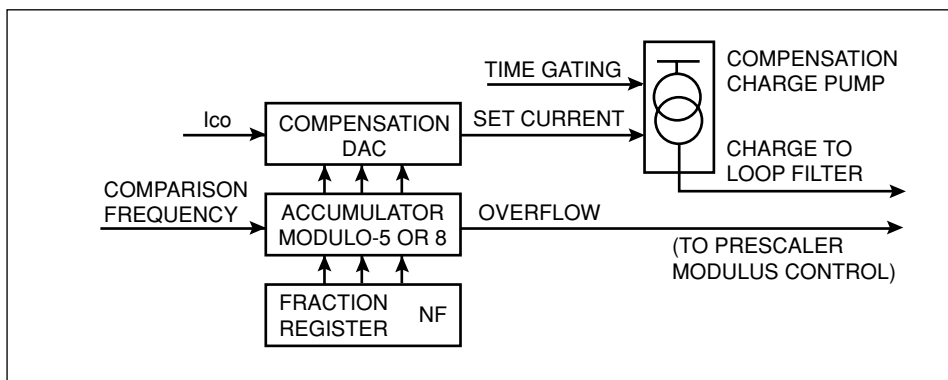 TIME GATING
COMPENSATION
CHARGE PUMP
Ico
COMPENSATION
DAC
SET CURRENT
CHARGE TO
LOOP FILTER
COMPARISON
FREQUENCY
ACCUMULATOR
MODULO-5 OR 8
OVERFLOW
(TO PRESCALER
MODULUS CONTROL)
FRACTION
REGISTER NF